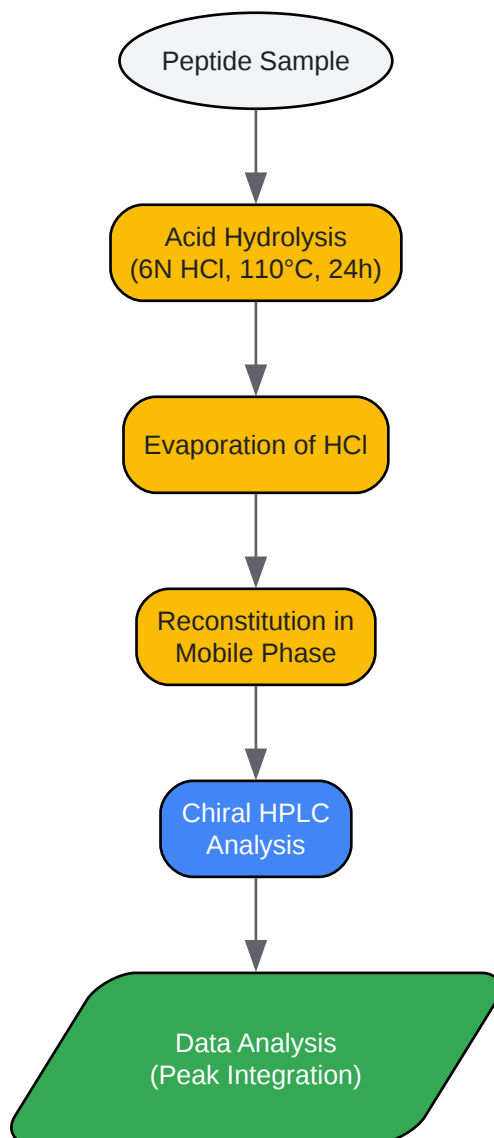 Peptide Sample
Acid Hydrolysis
(6N HCl, 110°C, 24h)
Evaporation of HCl
Reconstitution in
Mobile Phase
Chiral HPLC
Analysis
Data Analysis
(Peak Integration)